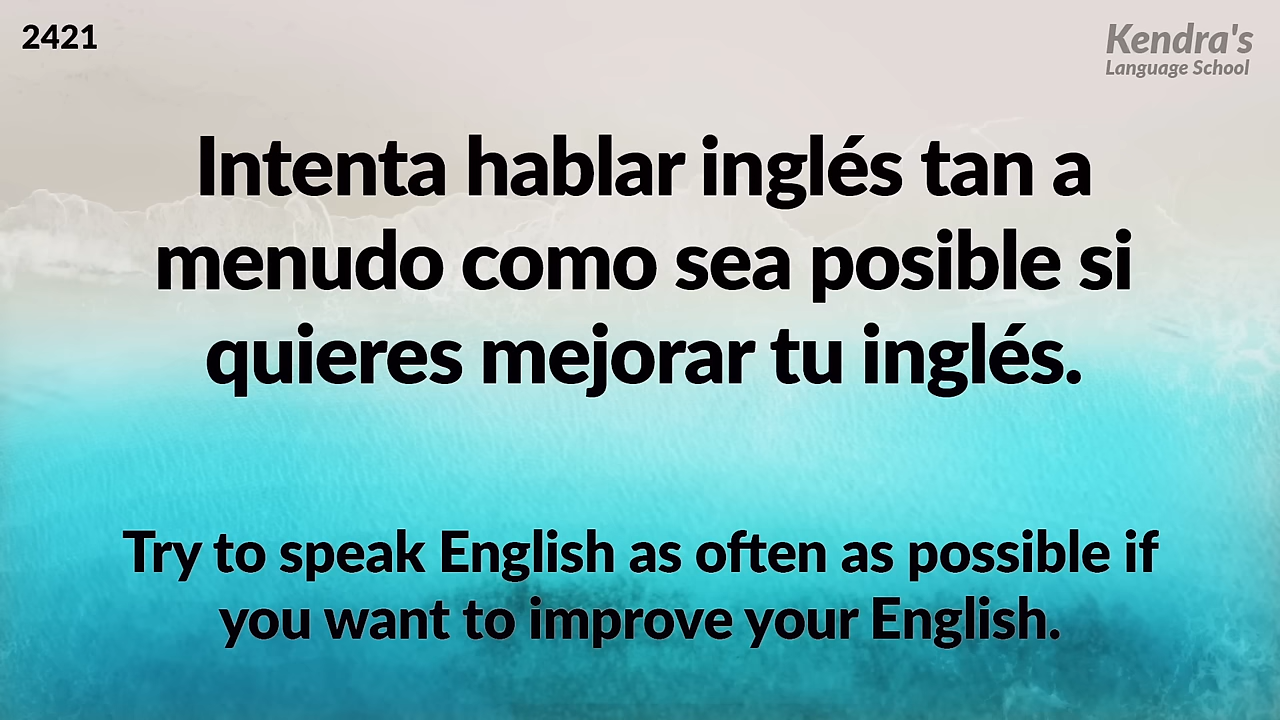 2421
Kendra's
Language School
Intenta hablar inglés tan a
menudo como sea posible si
quieres mejorar tu inglés.
Try to speak English as often as possible if
you want to improve your English.